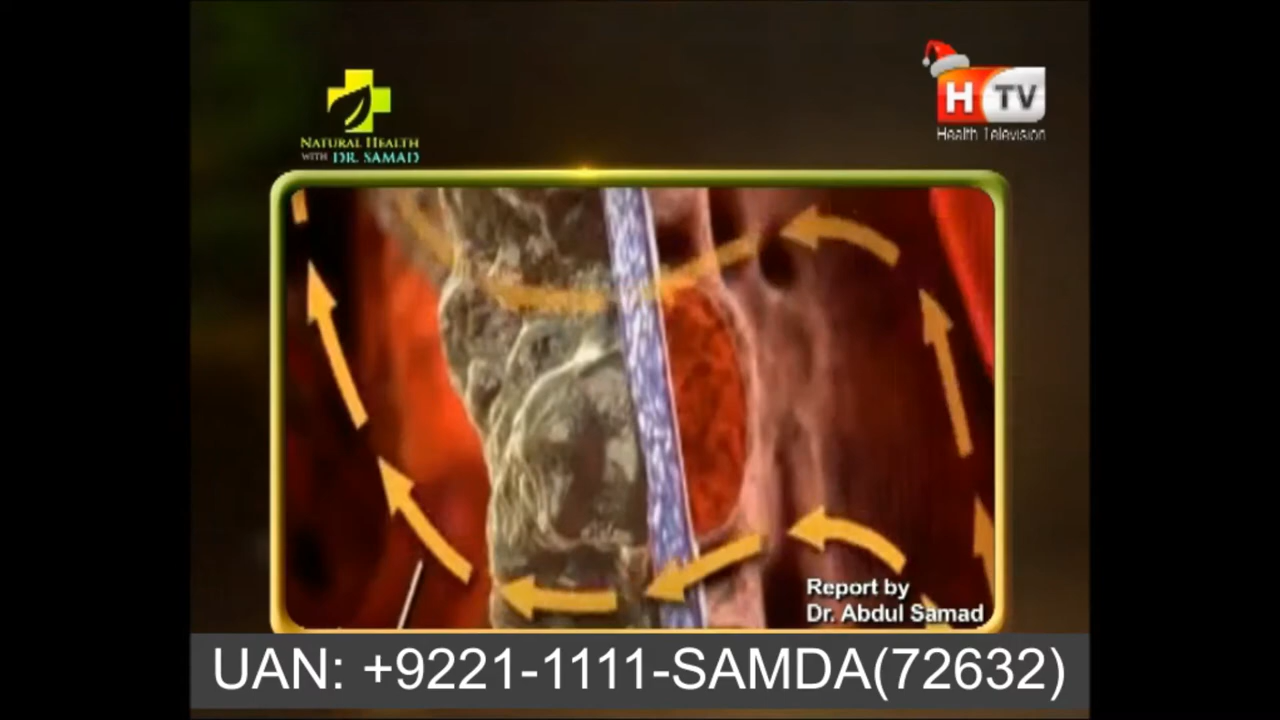 NATURAL HEALTH
WITH DR. SAMAD
H TV
Health Television
Report by
Dr. Abdul Samad
UAN: +9221-1111-SAMDA(72632)